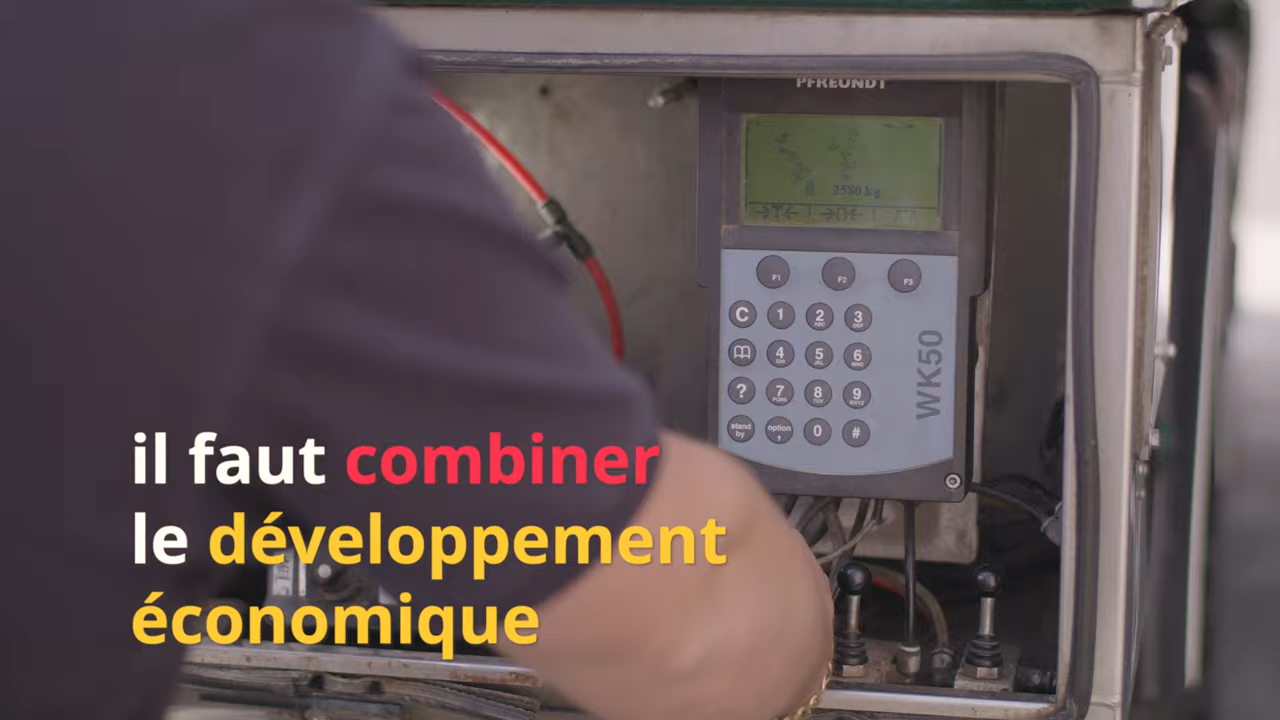 PFREUNDT
2580 kg
F1 F2 F3
C 1 2 ABC 3 DEF
4 GHI 5 JKL 6 MNO
? 7 PQRS 8 TUV 9 WXYZ
stand by option , 0 #
WK50
il faut combiner
le développement
économique